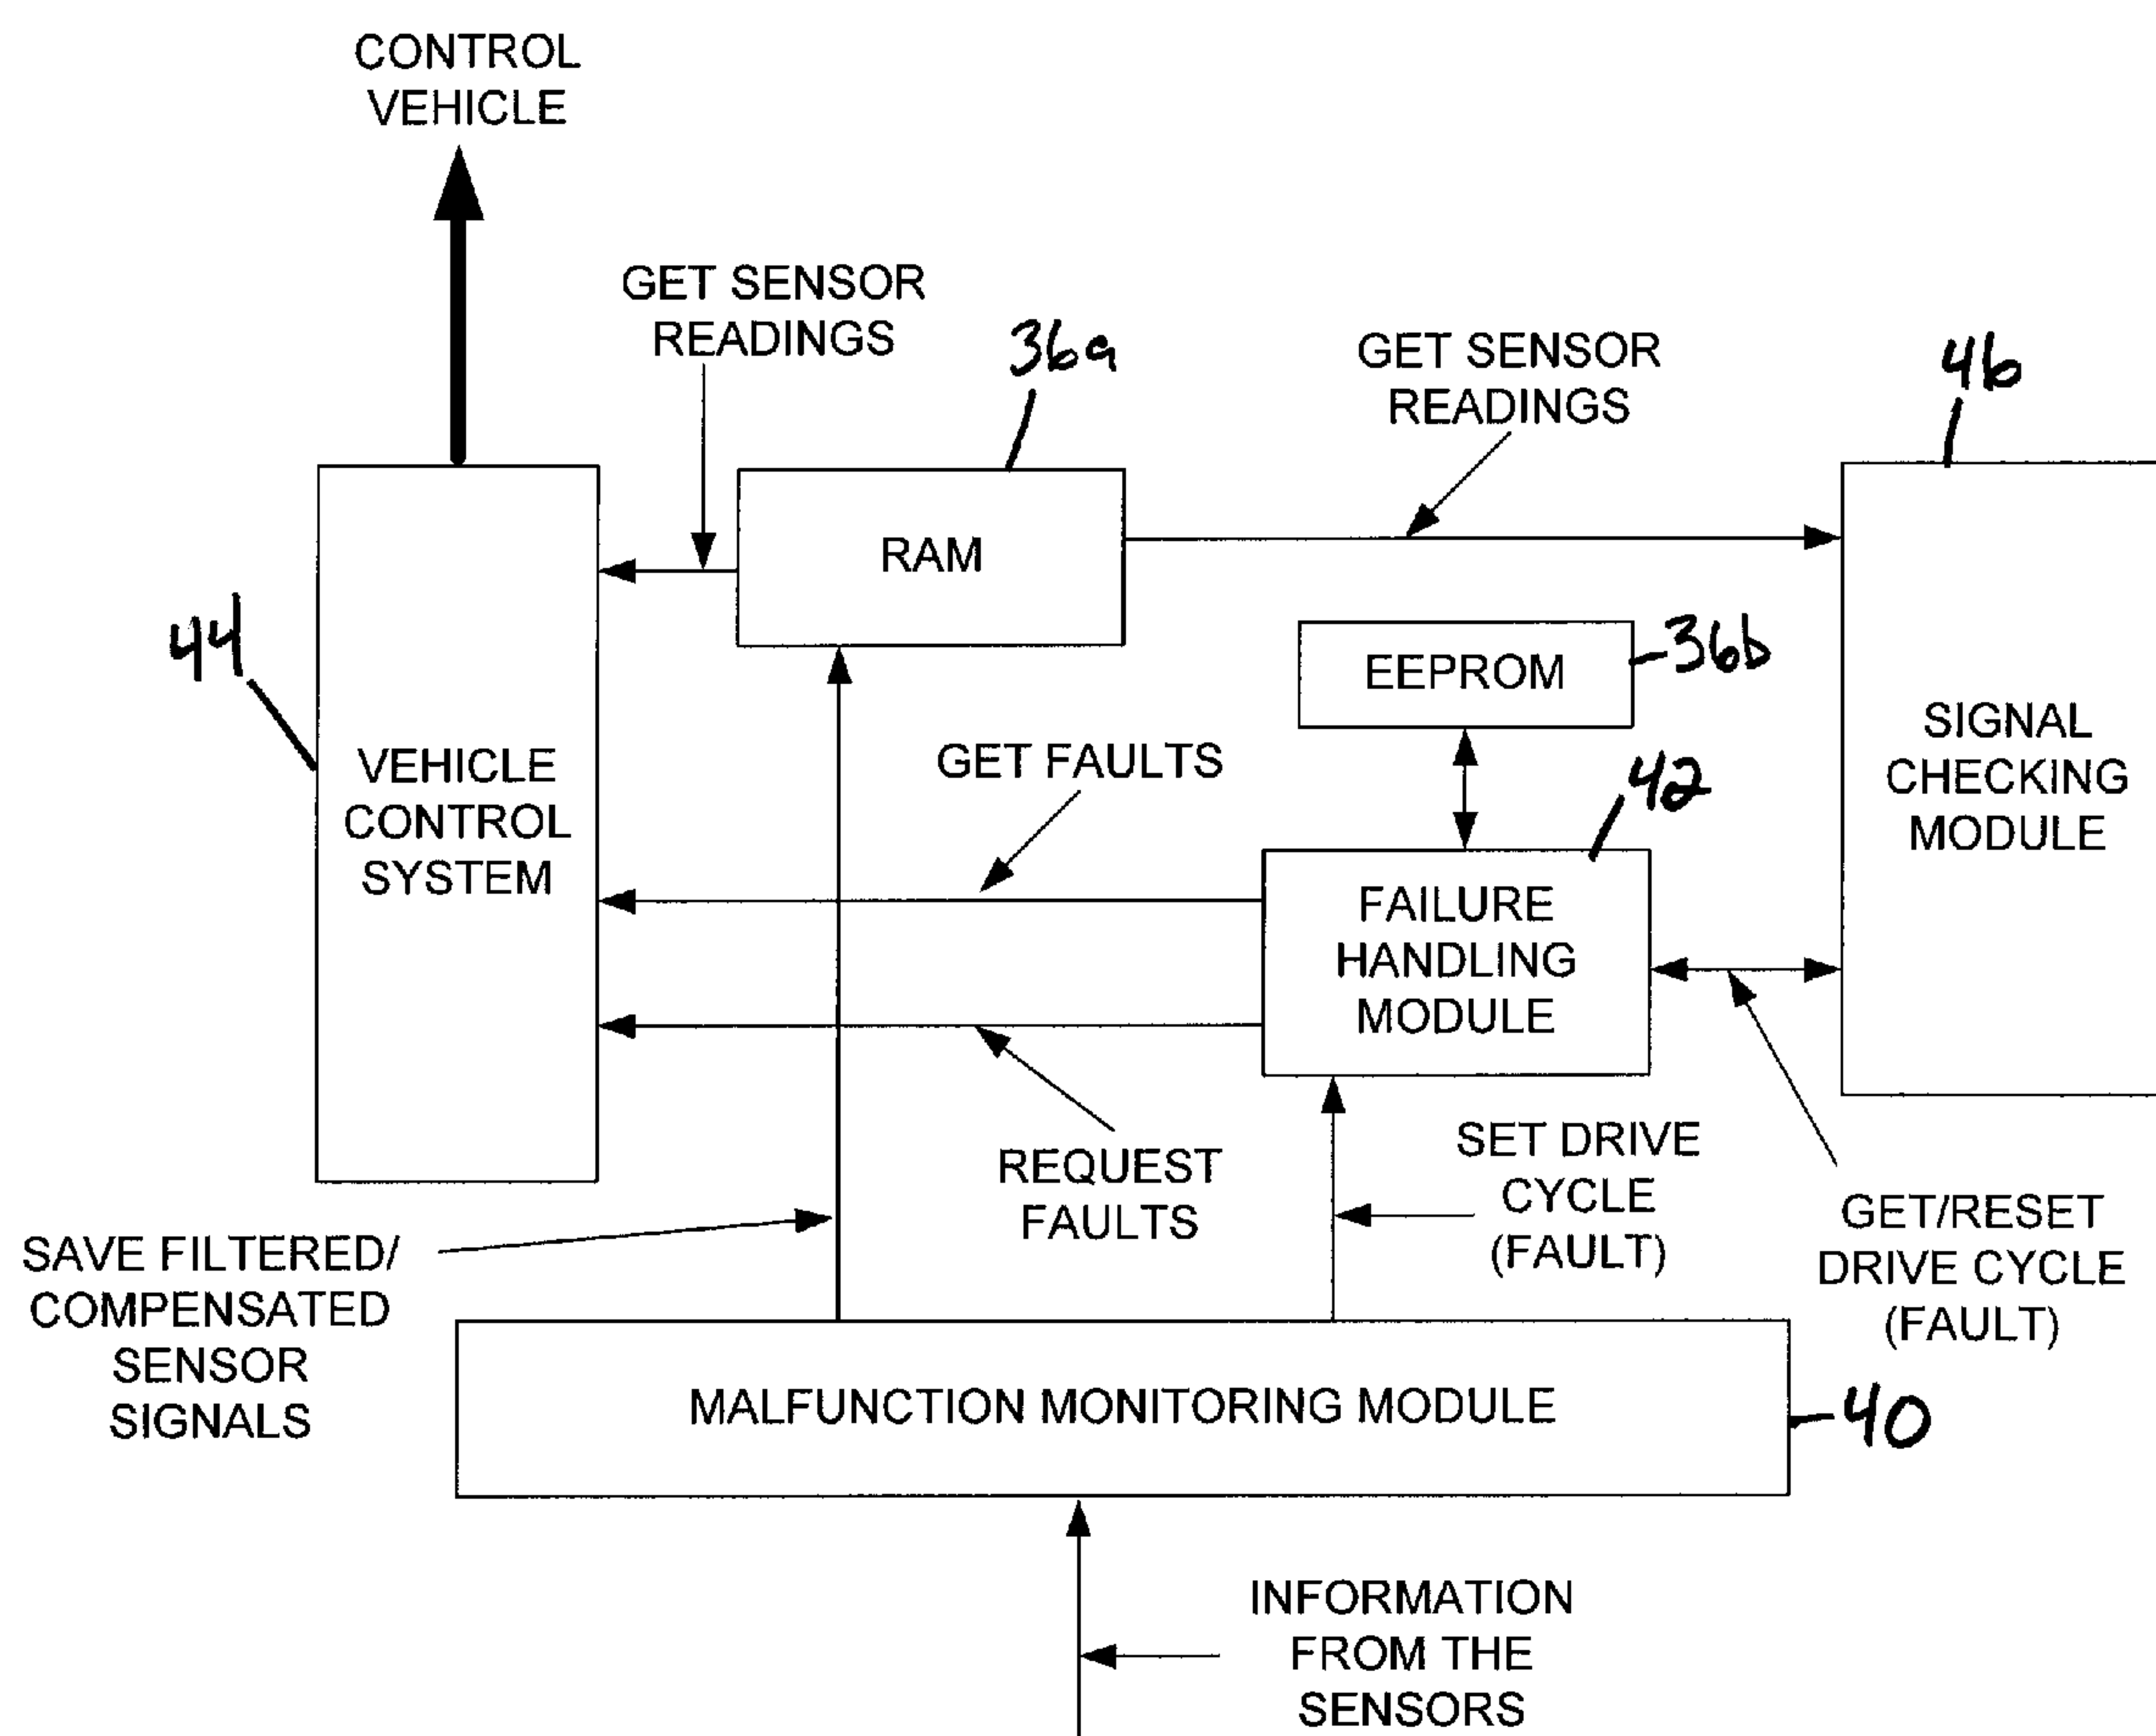 CONTROL
VEHICLE
GET SENSOR
READINGS
36a
GET SENSOR
READINGS
46
RAM
44
EEPROM
36b
VEHICLE
CONTROL
SYSTEM
GET FAULTS
42
SIGNAL
CHECKING
MODULE
FAILURE
HANDLING
MODULE
REQUEST
FAULTS
SET DRIVE
CYCLE
(FAULT)
GET/RESET
DRIVE CYCLE
(FAULT)
SAVE FILTERED/
COMPENSATED
SENSOR
SIGNALS
MALFUNCTION MONITORING MODULE
40
INFORMATION
FROM THE
SENSORS